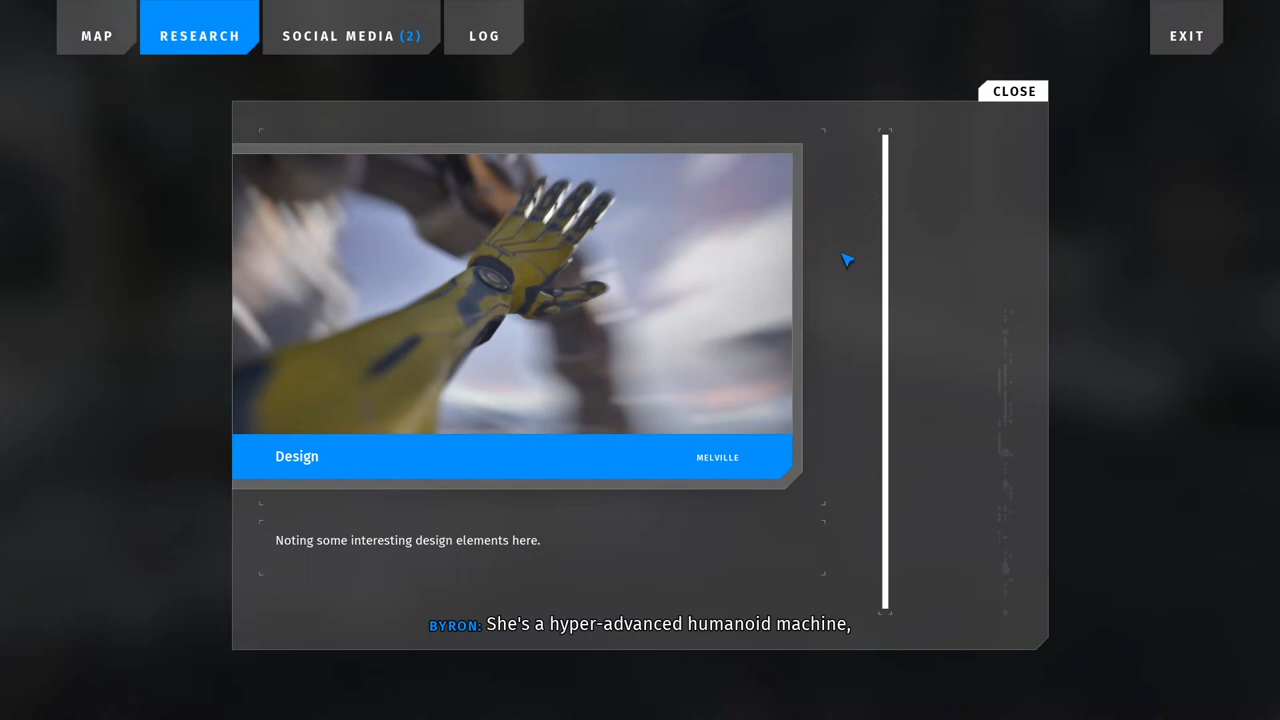 MAP
RESEARCH
SOCIAL MEDIA (2)
LOG
EXIT
CLOSE
Design
MELVILLE
Noting some interesting design elements here.
BYRON: She's a hyper-advanced humanoid machine,